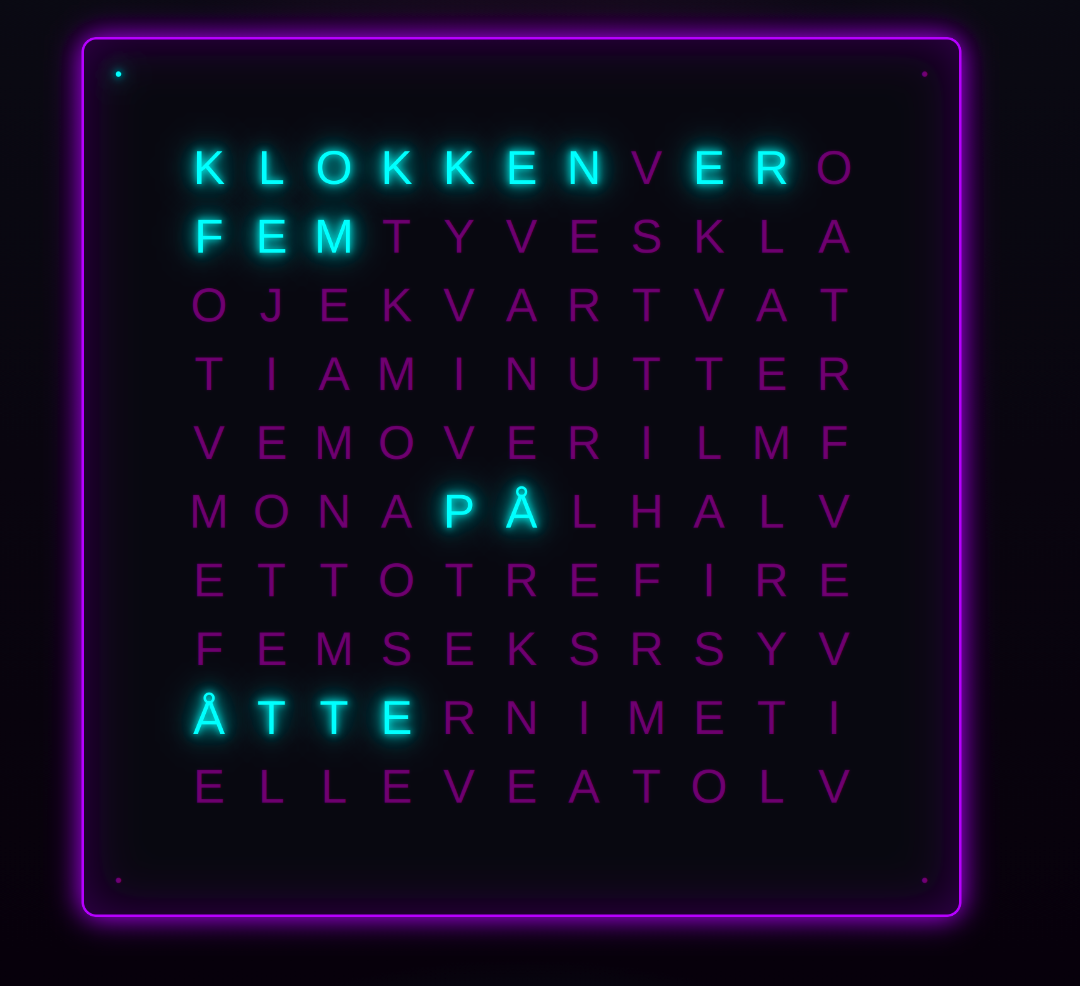 KLOKKENVERO
FEMTYVESKLA
OJEKVARTVAT
TIAMINUTTER
VEMOVERILMF
MONAPÅLHALV
ETTOTREFIRE
FEMSEKSRSYV
ÅTTERNIMETI
ELLEVEATOLV